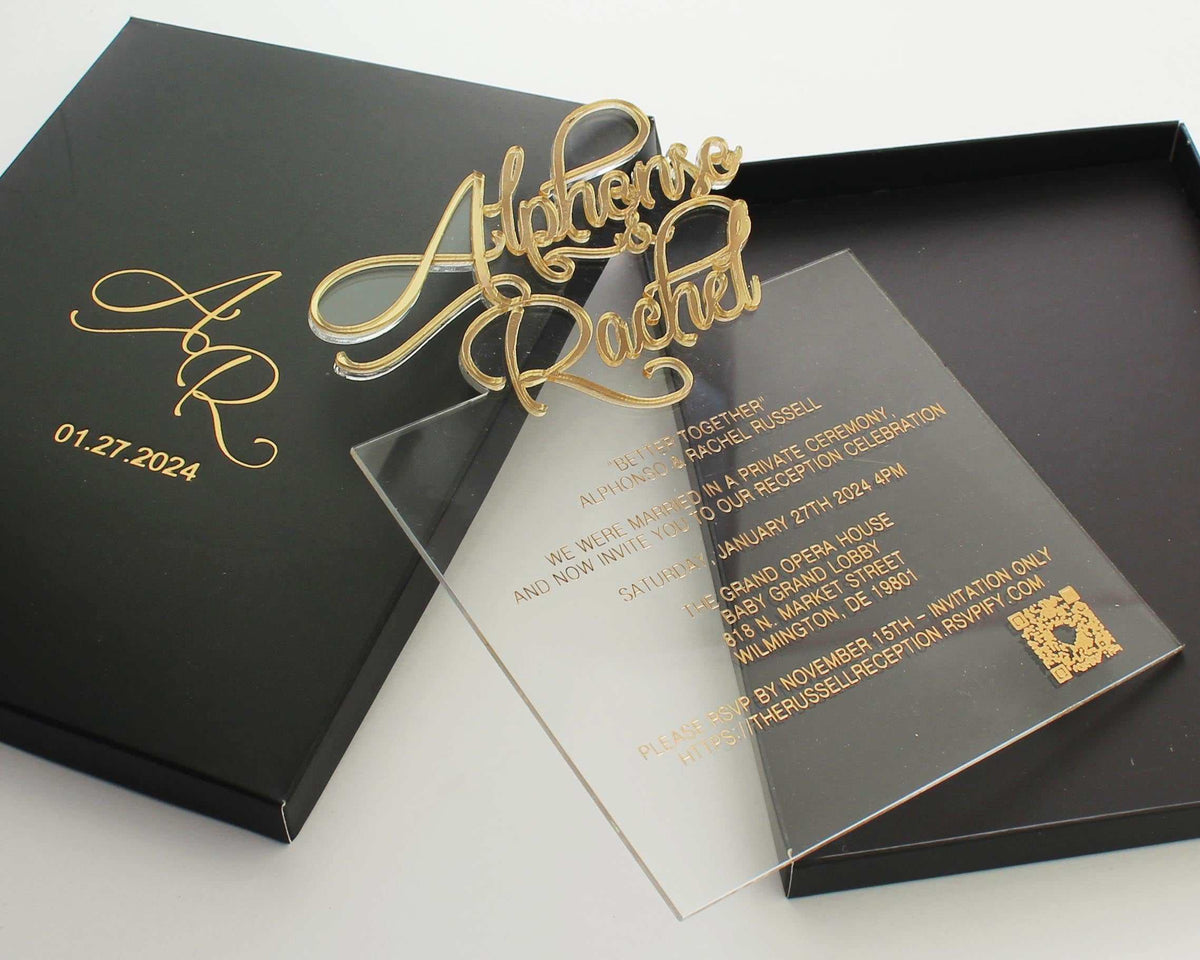 A
R
01.27.2024
Alphonso
&
Rachel
"BETTER TOGETHER"
ALPHONSO & RACHEL RUSSELL
WE WERE MARRIED IN A PRIVATE CEREMONY,
AND NOW INVITE YOU TO OUR RECEPTION CELEBRATION
SATURDAY, JANUARY 27TH 2024 4PM
THE GRAND OPERA HOUSE
BABY GRAND LOBBY
818 N. MARKET STREET
WILMINGTON, DE 19801
PLEASE RSVP BY NOVEMBER 15TH – INVITATION ONLY
HTTPS://THERUSSELLRECEPTION.RSVPIFY.COM